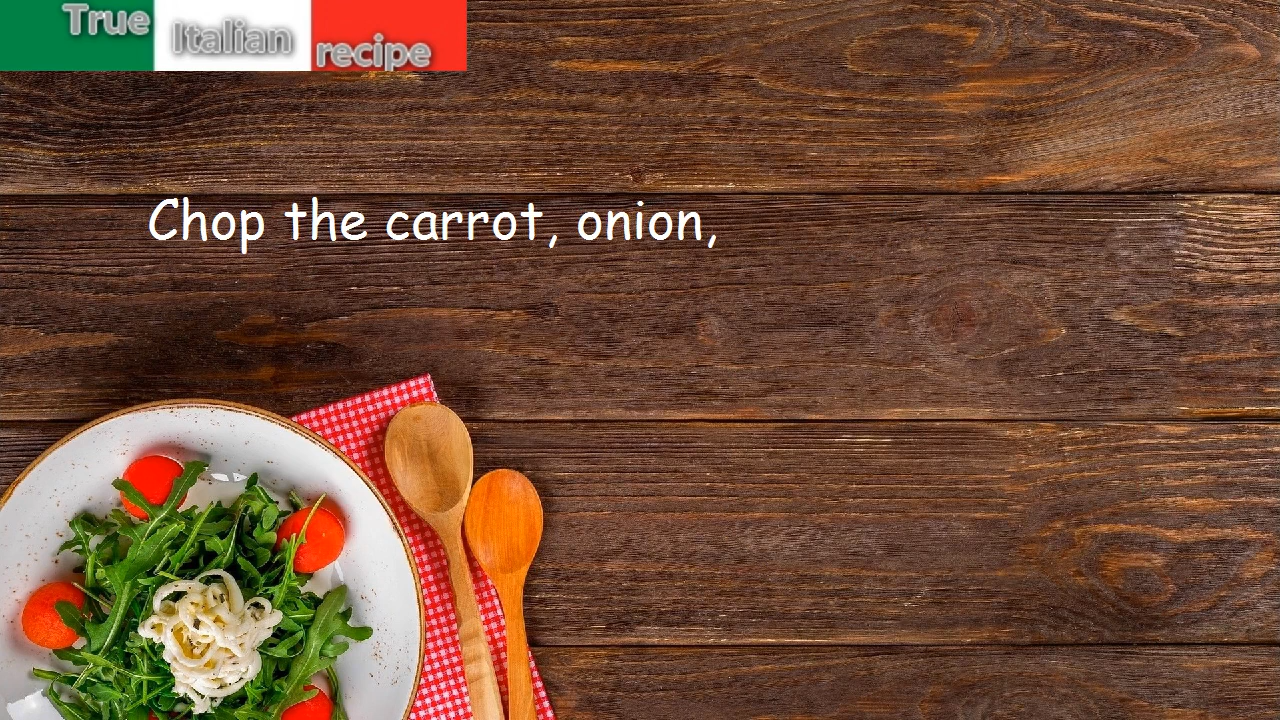 True Italian recipe
Chop the carrot, onion,